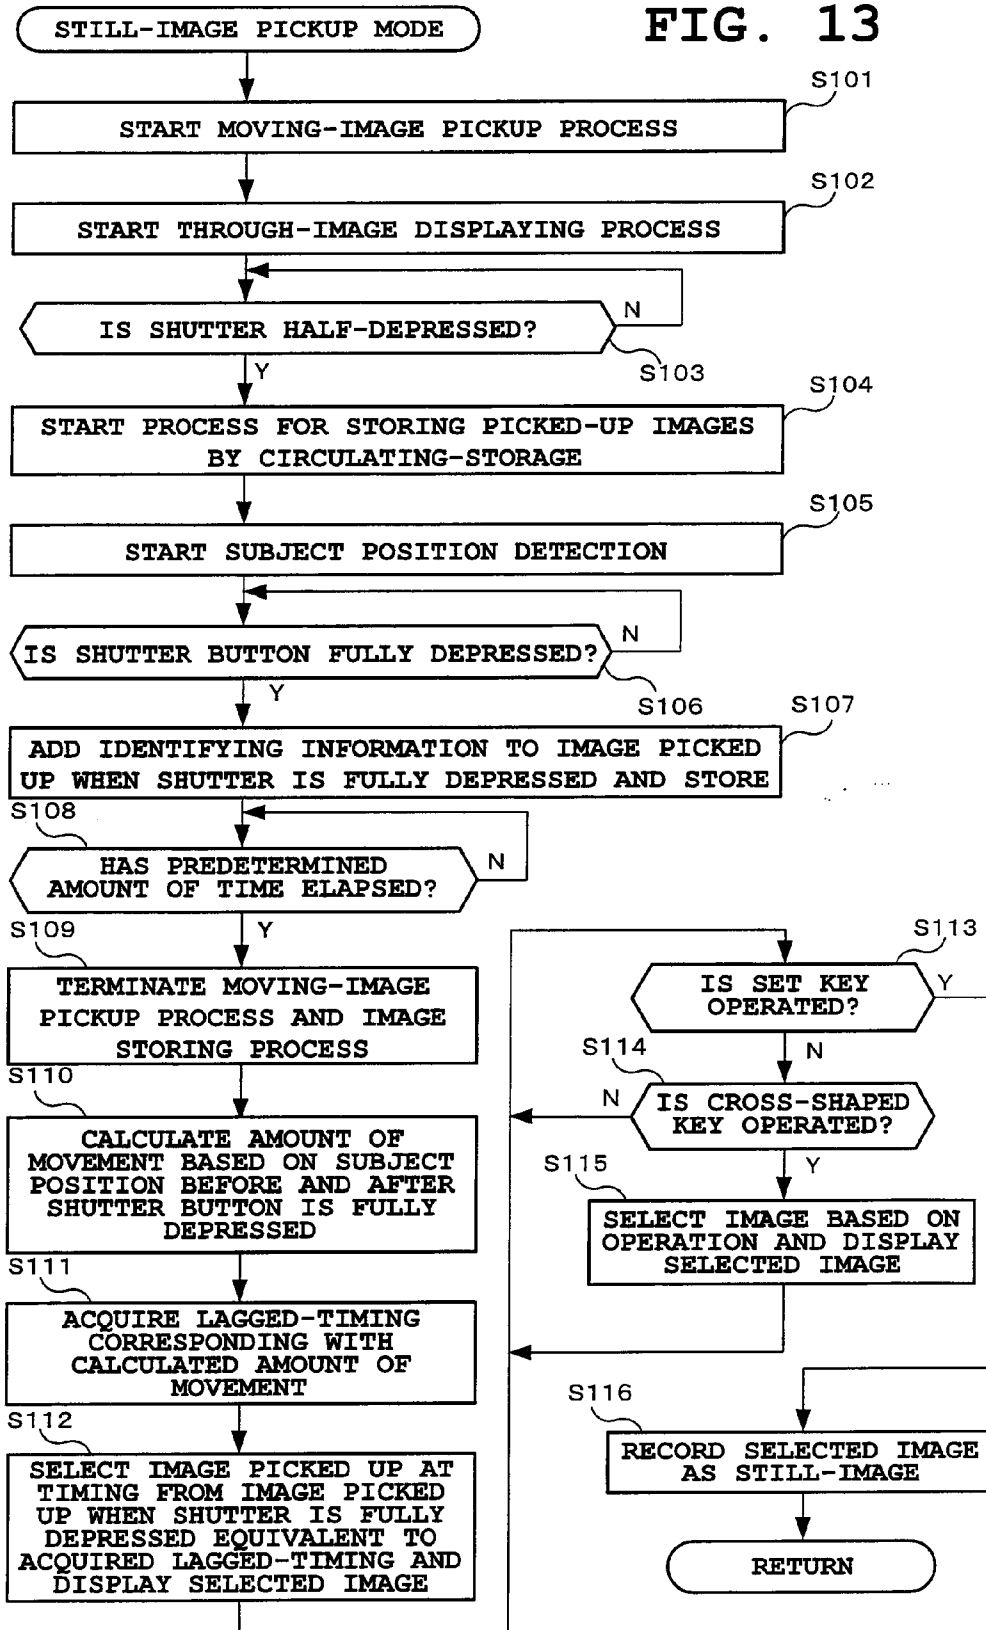 FIG. 13
STILL-IMAGE PICKUP MODE
S101
START MOVING-IMAGE PICKUP PROCESS
S102
START THROUGH-IMAGE DISPLAYING PROCESS
N
IS SHUTTER HALF-DEPRESSED?
S103
Y
S104
START PROCESS FOR STORING PICKED-UP IMAGES
BY CIRCULATING-STORAGE
S105
START SUBJECT POSITION DETECTION
N
IS SHUTTER BUTTON FULLY DEPRESSED?
S106
Y
S107
ADD IDENTIFYING INFORMATION TO IMAGE PICKED
UP WHEN SHUTTER IS FULLY DEPRESSED AND STORE
S108
HAS PREDETERMINED
AMOUNT OF TIME ELAPSED?
N
Y
S109
TERMINATE MOVING-IMAGE
PICKUP PROCESS AND IMAGE
STORING PROCESS
S110
CALCULATE AMOUNT OF
MOVEMENT BASED ON SUBJECT
POSITION BEFORE AND AFTER
SHUTTER BUTTON IS FULLY
DEPRESSED
S111
ACQUIRE LAGGED-TIMING
CORRESPONDING WITH
CALCULATED AMOUNT OF
MOVEMENT
S112
SELECT IMAGE PICKED UP AT
TIMING FROM IMAGE PICKED
UP WHEN SHUTTER IS FULLY
DEPRESSED EQUIVALENT TO
ACQUIRED LAGGED-TIMING AND
DISPLAY SELECTED IMAGE
S113
IS SET KEY
OPERATED?
Y
N
S114
IS CROSS-SHAPED
KEY OPERATED?
N
Y
S115
SELECT IMAGE BASED ON
OPERATION AND DISPLAY
SELECTED IMAGE
S116
RECORD SELECTED IMAGE
AS STILL-IMAGE
RETURN